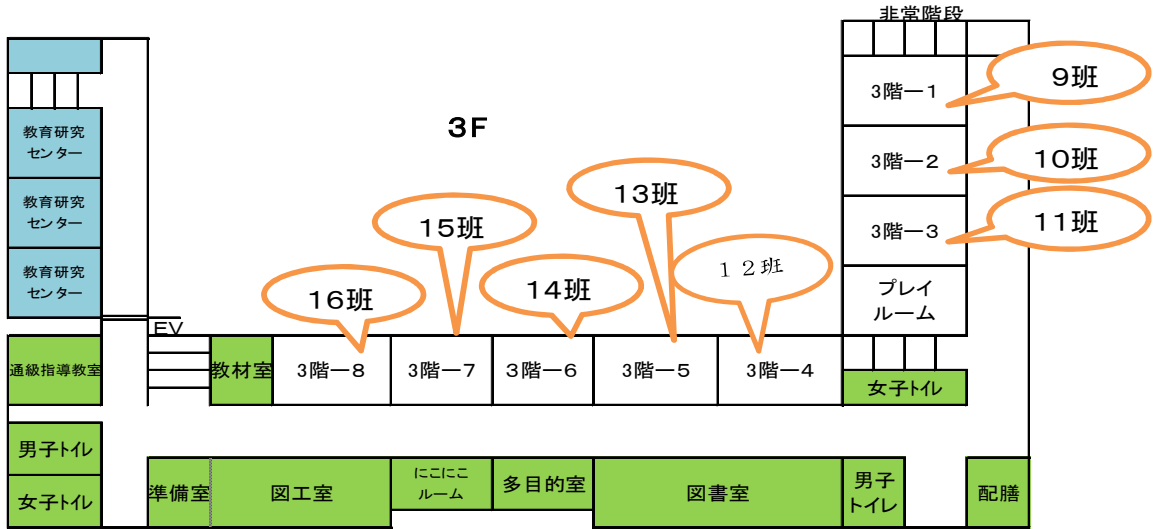 非常階段
3階ー1
9班
3F
教育研究
センター
3階ー2
10班
教育研究
センター
13班
15班
3階ー3
11班
教育研究
センター
16班
14班
１２班
プレイ
ルーム
EV
通級指導教室
教材室
3階ー8
3階ー7
3階ー6
3階ー5
3階ー4
女子トイレ
男子トイレ
女子トイレ
準備室
図工室
にこにこ
ルーム
多目的室
図書室
男子
トイレ
配膳